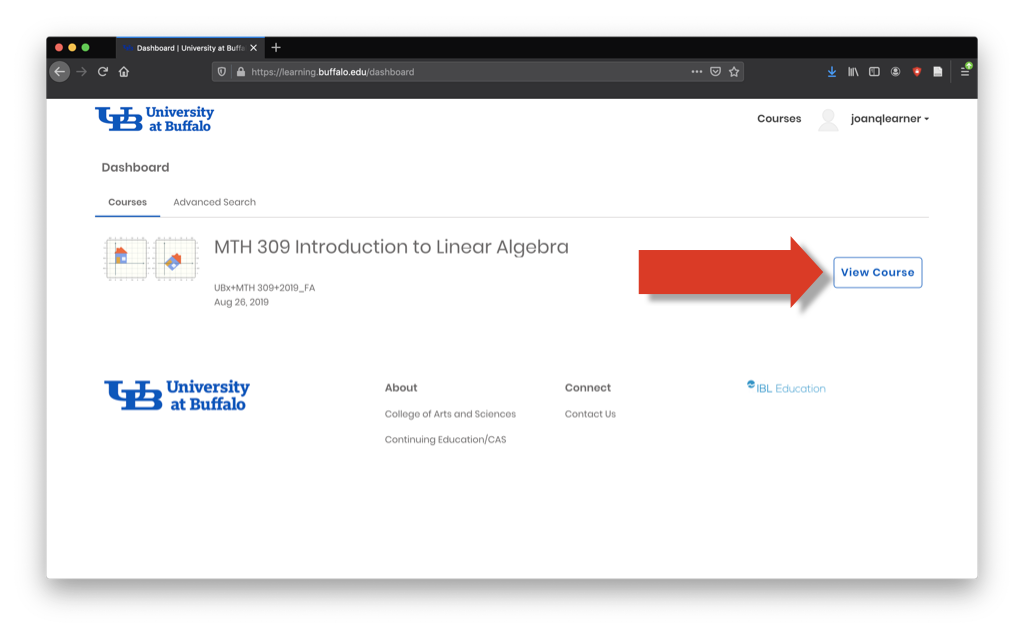 Dashboard | University at Buffa
https://learning.buffalo.edu/dashboard
University
at Buffalo
Courses
joanqlearner
Dashboard
Courses
Advanced Search
MTH 309 Introduction to Linear Algebra
UBx+MTH 309+2019_FA
Aug 26, 2019
View Course
University
at Buffalo
About
College of Arts and Sciences
Continuing Education/CAS
Connect
Contact Us
IBL Education